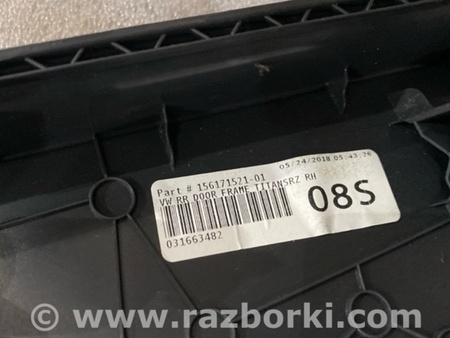 05/24/2018 05:43:26
Part # 156171521-01
VW RR DOOR FRAME TITANSRZ RH
08S
031663482
www.razborki.com